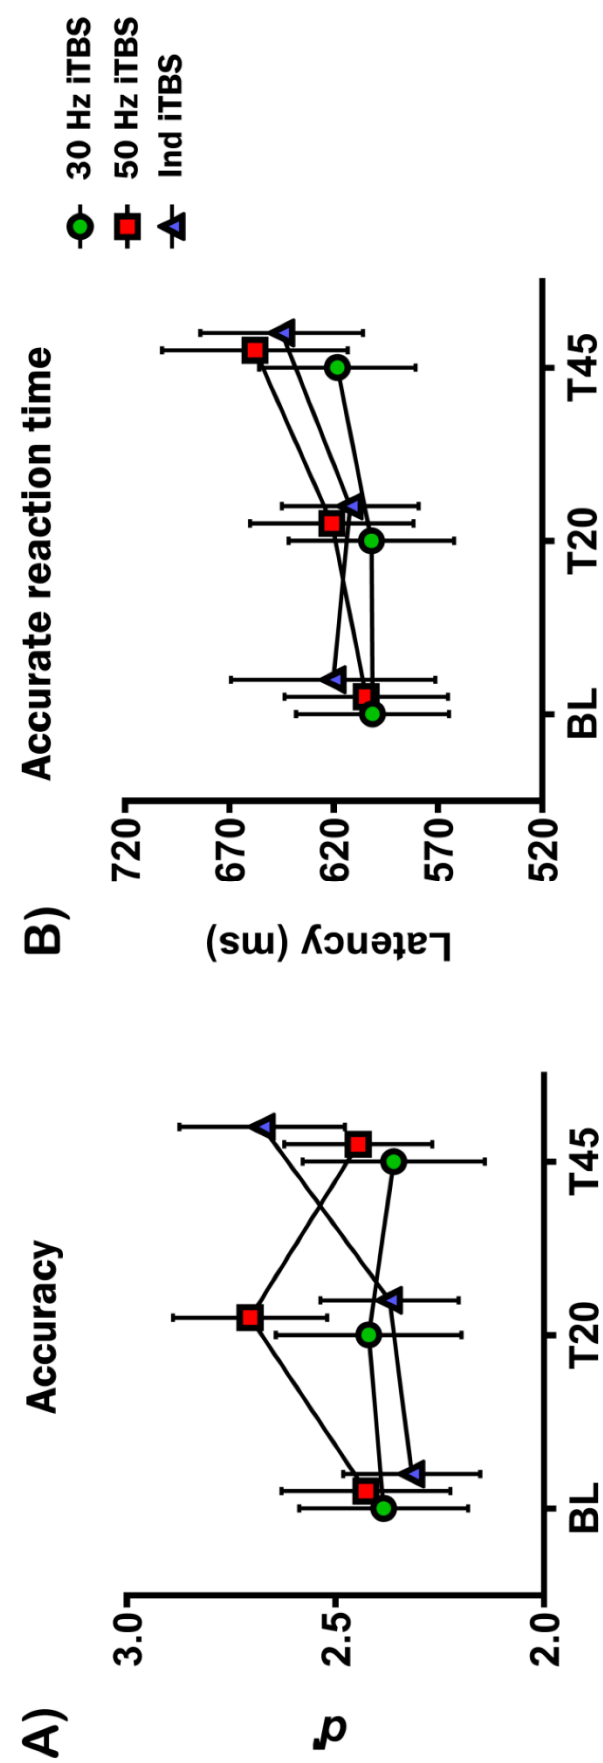 A)
Accuracy
d'
3.0
2.5
2.0
BL
T20
T45
B)
Accurate reaction time
Latency (ms)
720
670
620
570
520
BL
T20
T45
30 Hz iTBS
50 Hz iTBS
Ind iTBS